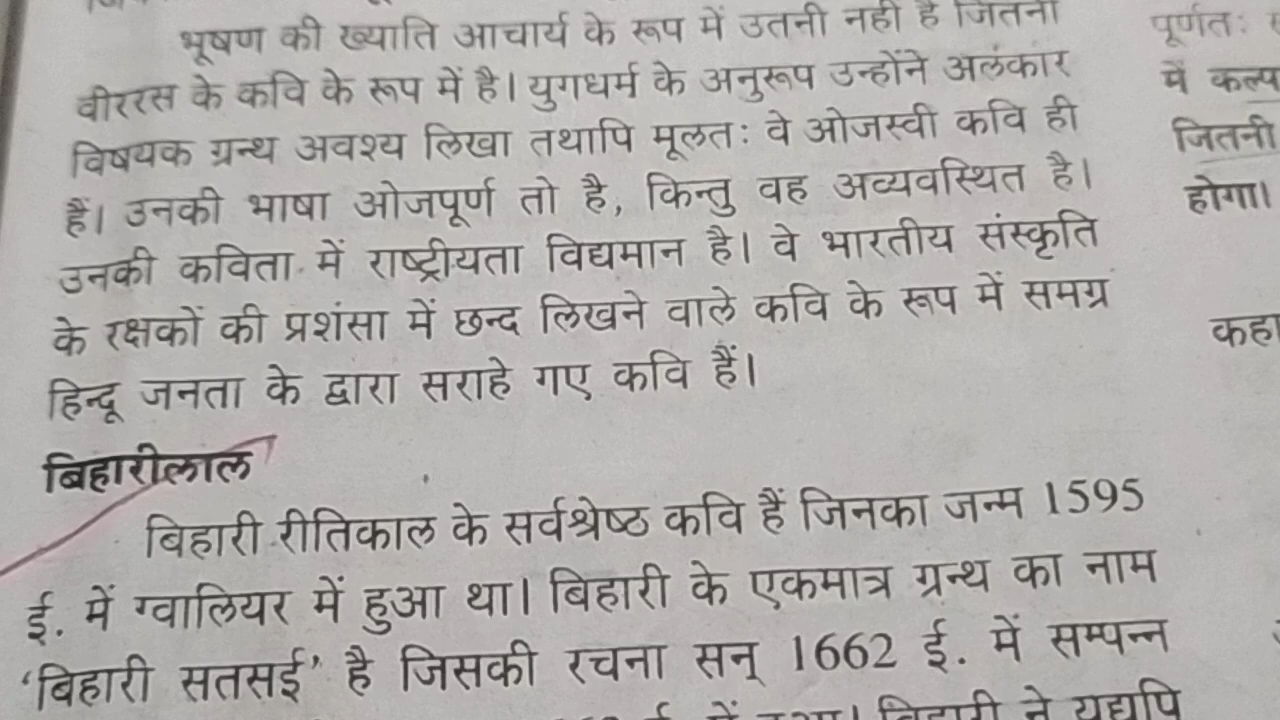 भूषण की ख्याति आचार्य के रूप में उतनी नहीं है जितनी
वीररस के कवि के रूप में है। युगधर्म के अनुरूप उन्होंने अलंकार
विषयक ग्रन्थ अवश्य लिखा तथापि मूलतः वे ओजस्वी कवि ही
हैं। उनकी भाषा ओजपूर्ण तो है, किन्तु वह अव्यवस्थित है।
उनकी कविता में राष्ट्रीयता विद्यमान है। वे भारतीय संस्कृति
के रक्षकों की प्रशंसा में छन्द लिखने वाले कवि के रूप में समग्र
हिन्दू जनता के द्वारा सराहे गए कवि हैं।
बिहारीलाल
बिहारी रीतिकाल के सर्वश्रेष्ठ कवि हैं जिनका जन्म 1595
ई. में ग्वालियर में हुआ था। बिहारी के एकमात्र ग्रन्थ का नाम
‘बिहारी सतसई’ है जिसकी रचना सन् 1662 ई. में सम्पन्न
में हुआ। बिहारी ने यद्यपि
पूर्णतः
में
जितनी
होगा।